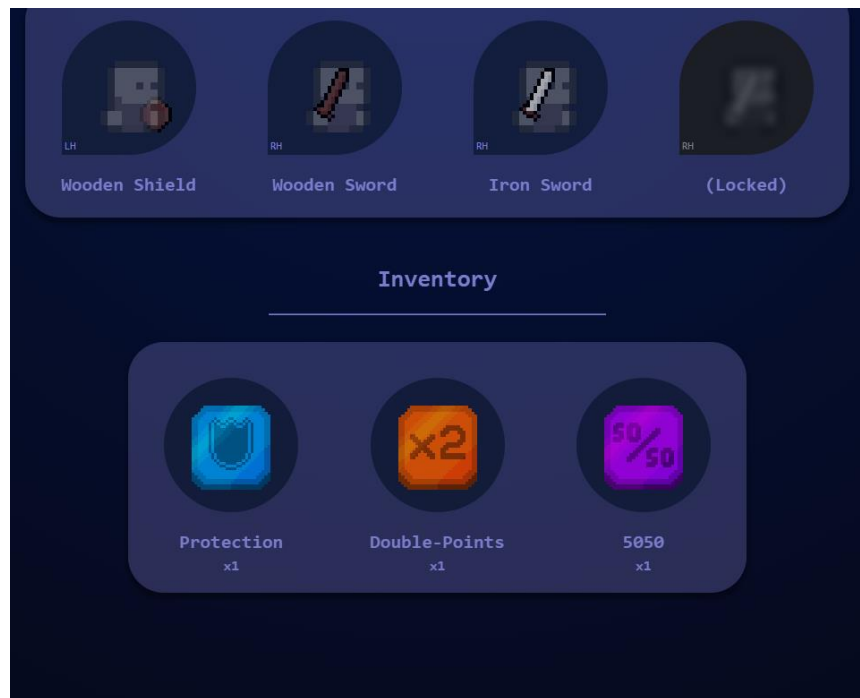 LH
RH
RH
RH
Wooden Shield
Wooden Sword
Iron Sword
(Locked)
Inventory
x2
50/50
Protection
Double-Points
5050
x1
x1
x1